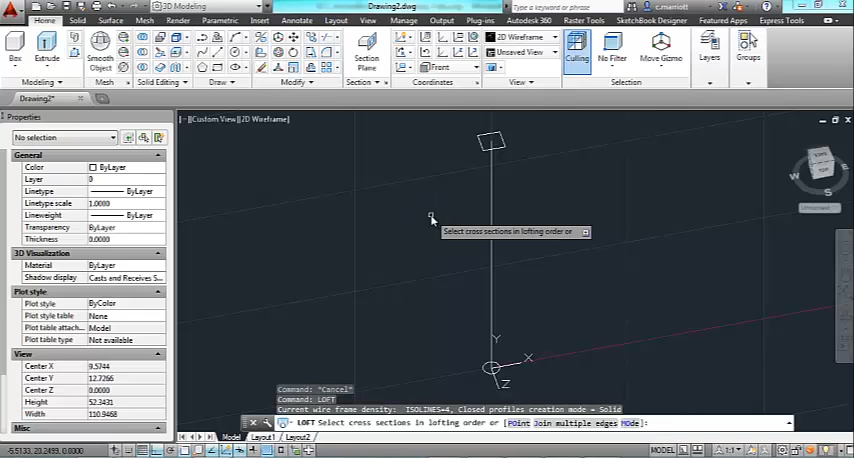 3D Modeling
Drawing2.dwg
Type a keyword or phrase
c.marriott
Home Solid Surface Mesh Render Parametric Insert Annotate Layout View Manage Output Plug-ins Autodesk 360 Raster Tools SketchBook Designer Featured Apps Express Tools
Box Extrude
Smooth Object
Section Plane
Front
2D Wireframe
Unsaved View
Culling No Filter Move Gizmo
Layers Groups
Modeling Mesh Solid Editing Draw Modify Section Coordinates View Selection
Drawing2*
Properties
No selection
General
Color ByLayer
Layer 0
Linetype ByLayer
Linetype scale 1.0000
Lineweight ByLayer
Transparency ByLayer
Thickness 0.0000
3D Visualization
Material ByLayer
Shadow display Casts and Receives S...
Plot style
Plot style ByColor
Plot style table None
Plot table attach... Model
Plot table type Not available
View
Center X 9.5744
Center Y 12.7266
Center Z 0.0000
Height 52.3431
Width 110.9468
Misc
[−][Custom View][2D Wireframe]
TOP
W
S
Unnamed
Select cross sections in lofting order or
Y
X
Z
Command: *Cancel*
Command: LOFT
Current wire frame density: ISOLINES=4, Closed profiles creation mode = Solid
LOFT Select cross sections in lofting order or [POint Join multiple edges MOde]:
Model Layout1 Layout2
-5.5133, 20.2499, 0.0000
MODEL
1:1